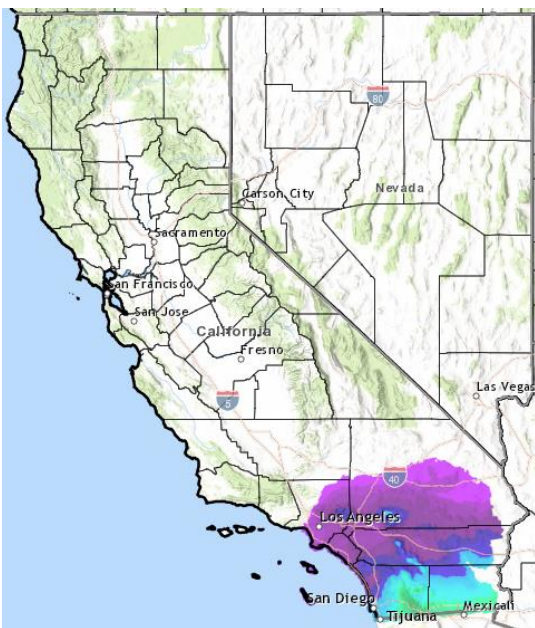 80
Carson City
Nevada
Sacramento
San Francisco
San Jose
California
Fresno
Las Vegas
5
40
Los Angeles
San Diego
Mexicali
Tijuana